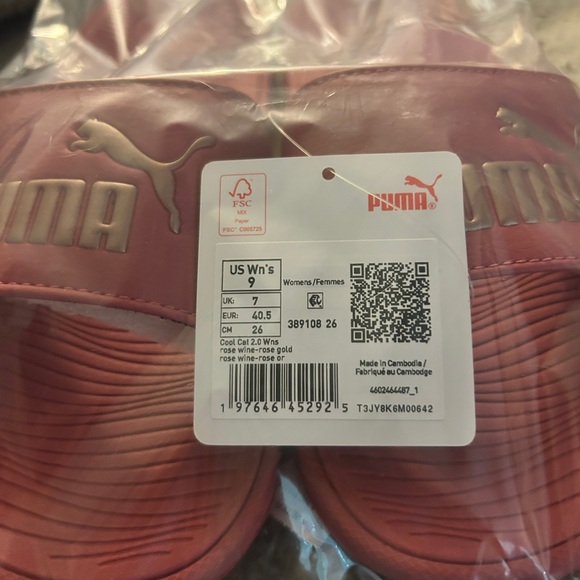 PUMA
UMA
FSC
MIX
Paper
FSC® C005725
PUMA®
US Wn's
9
UK: 7
EUR: 40.5
CM 26
Womens/Femmes
389108 26
Cool Cat 2.0 Wns
rose wine-rose gold
rose wine-rose or
1 97646 45292 5
Made in Cambodia /
Fabriqué au Cambodge
4602464487_1
T3JY8K6M00642